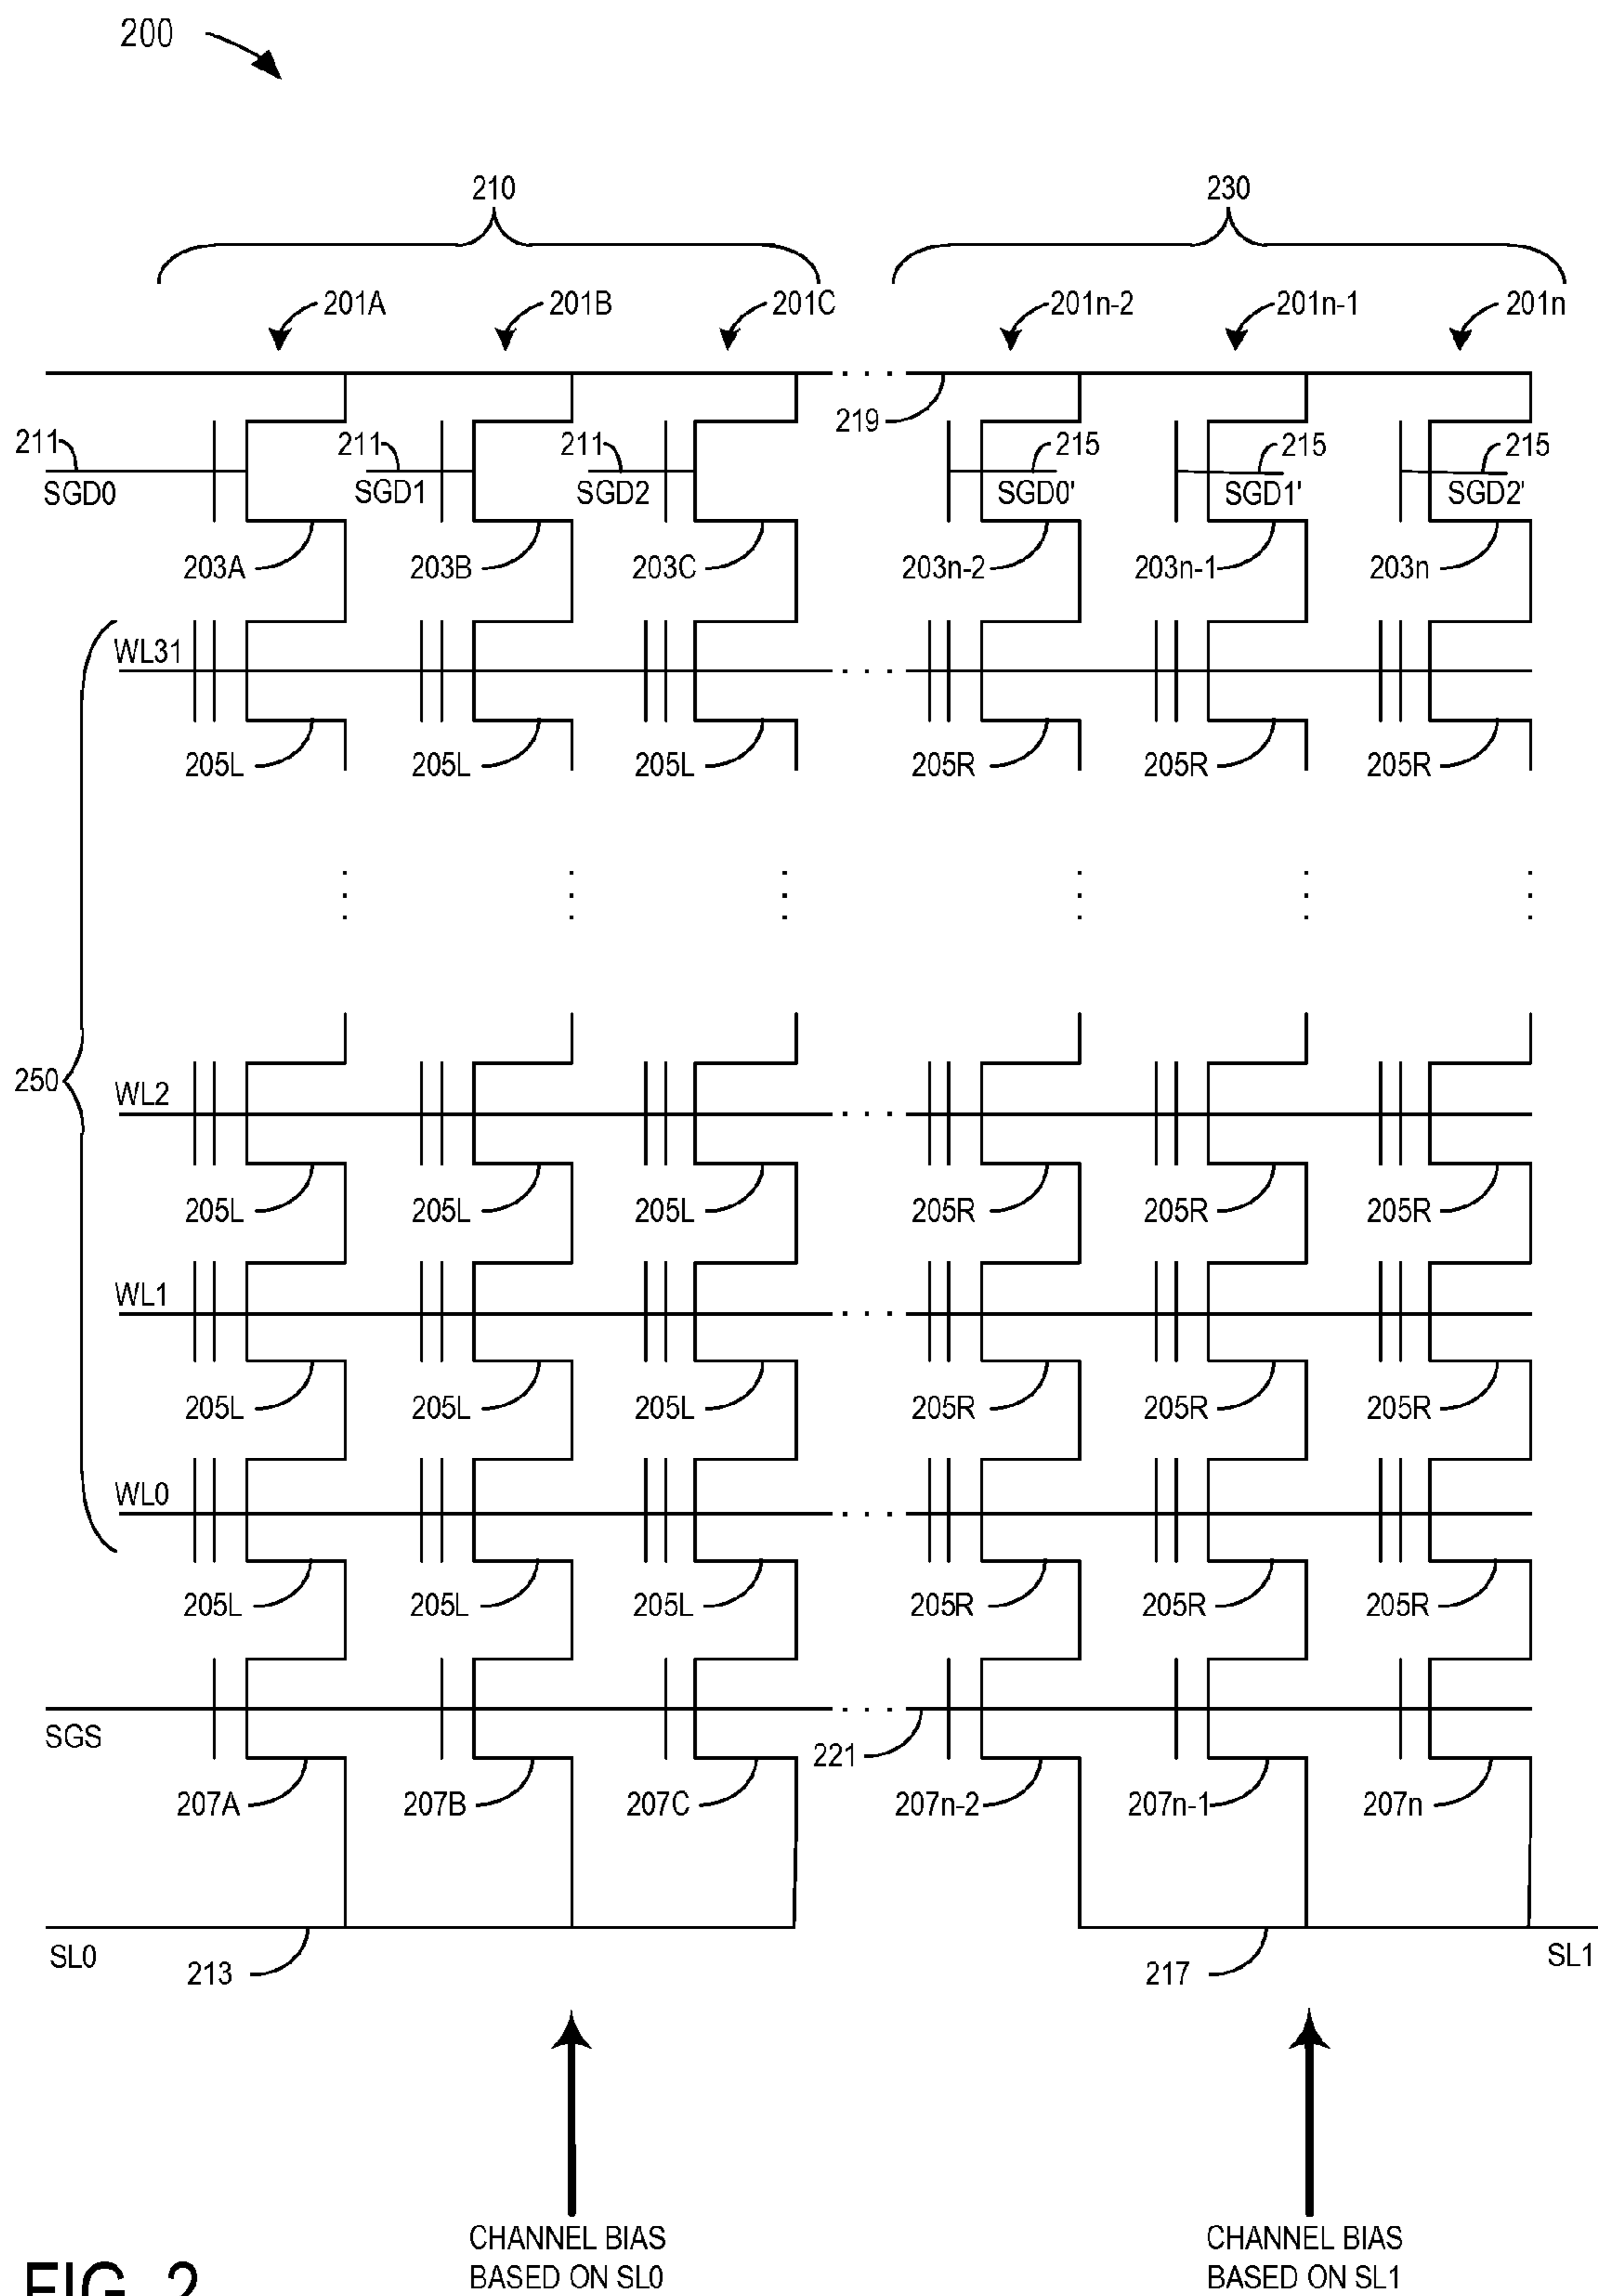 200
210 230
201A 201B 201C 201n-2 201n-1 201n
219
211 211 211 215 215 215
SGD0 SGD1 SGD2 SGD0' SGD1' SGD2'
203A 203B 203C 203n-2 203n-1 203n
WL31
205L 205L 205L 205R 205R 205R
250
WL2
205L 205L 205L 205R 205R 205R
WL1
205L 205L 205L 205R 205R 205R
WL0
205L 205L 205L 205R 205R 205R
SGS
221
207A 207B 207C 207n-2 207n-1 207n
SL0 213 217 SL1
CHANNEL BIAS
BASED ON SL0
CHANNEL BIAS
BASED ON SL1
FIG. 2